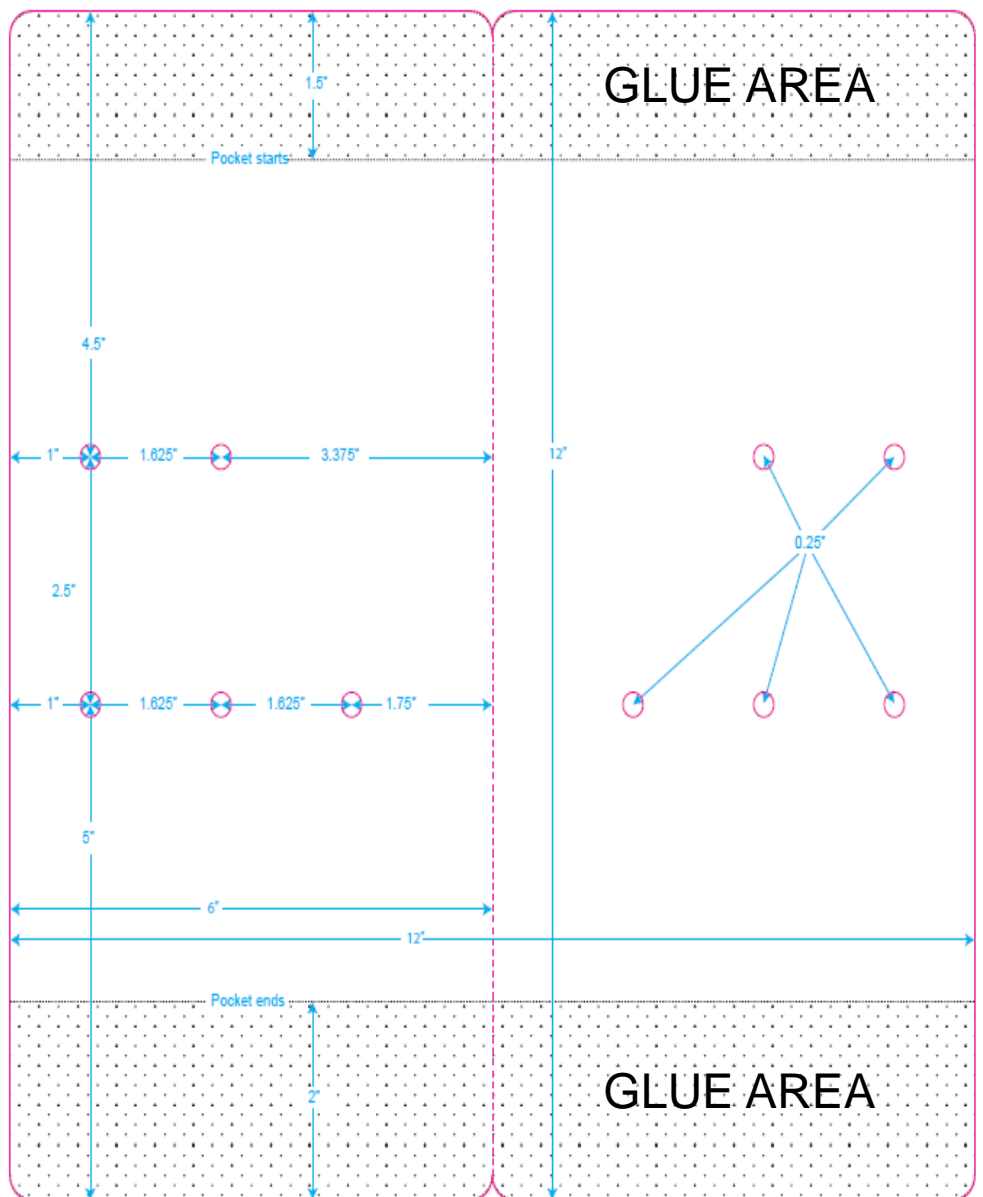 1.5"
GLUE AREA
Pocket starts
4.5"
1" 1.625" 3.375"
12"
0.25"
2.5"
1" 1.625" 1.625" 1.75"
5"
6"
12"
Pocket ends
2"
GLUE AREA